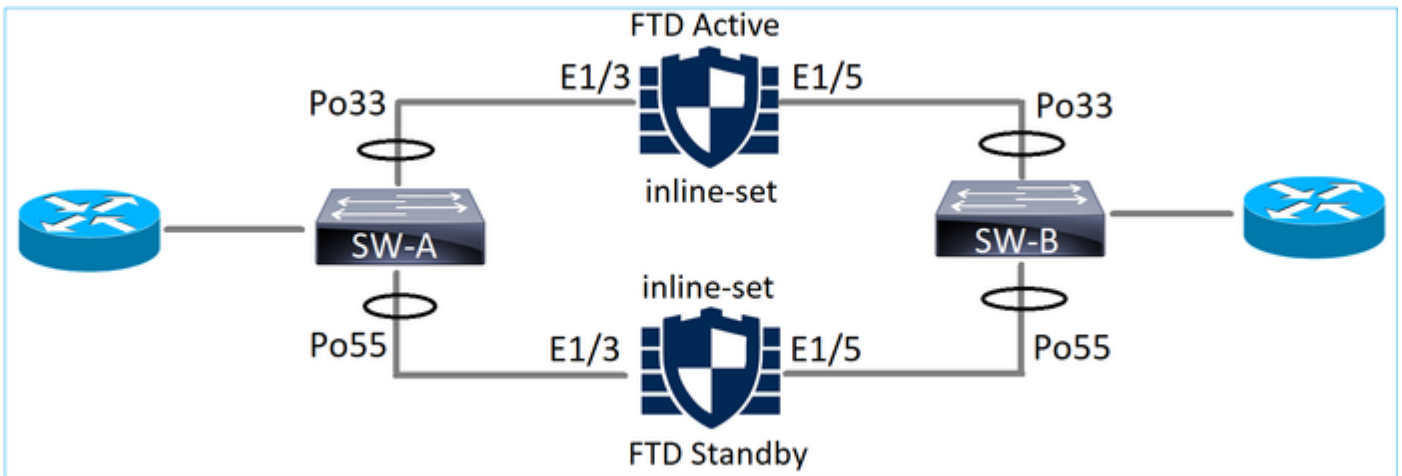 FTD Active
E1/3
E1/5
Po33
Po33
inline-set
SW-A
SW-B
inline-set
Po55
E1/3
E1/5
Po55
FTD Standby